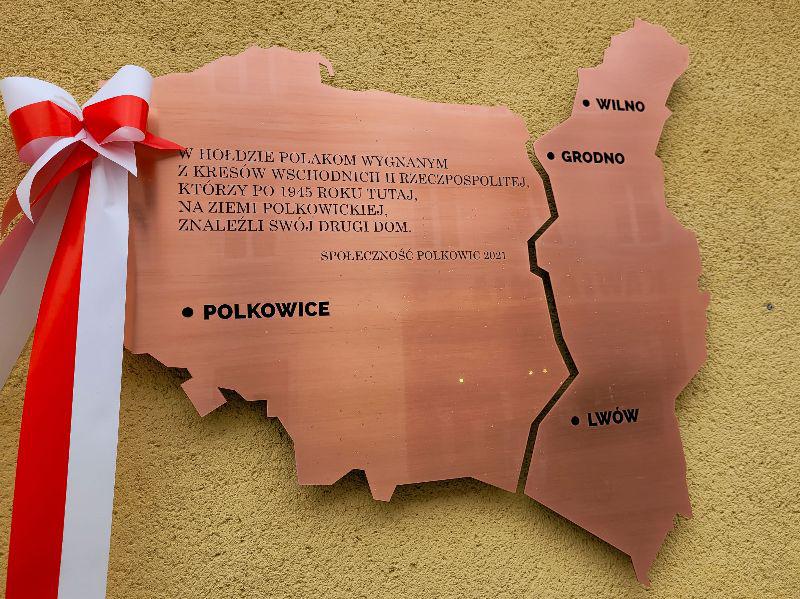 W HOŁDZIE POLAKOM WYGNANYM
Z KRESÓW WSCHODNICH II RZECZPOSPOLITEJ,
KTÓRZY PO 1945 ROKU TUTAJ,
NA ZIEMI POLKOWICKIEJ,
ZNALEŹLI SWÓJ DRUGI DOM.
SPOŁECZNOŚĆ POLKOWIC 2021
POLKOWICE
WILNO
GRODNO
LWÓW